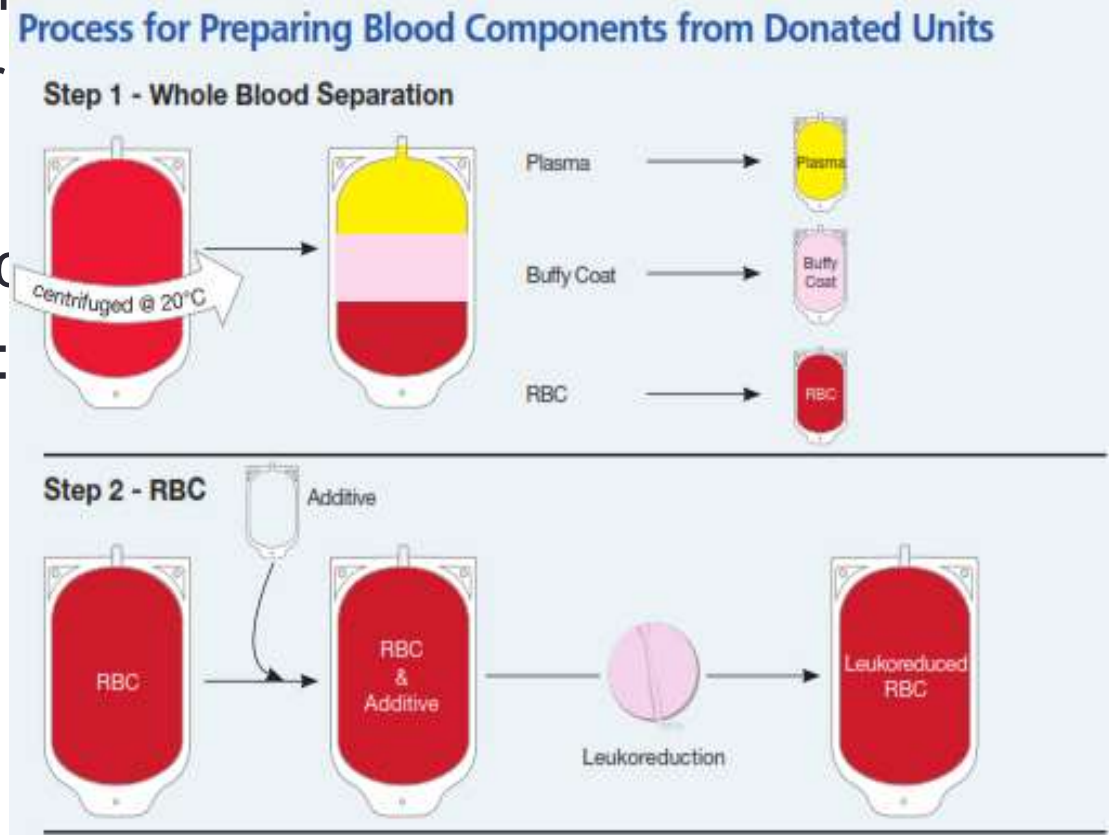 Process for Preparing Blood Components from Donated Units
Step 1 - Whole Blood Separation
centrifuged @ 20°C
Plasma
Plasma
Buffy Coat
Buffy
Coat
RBC
RBC
Step 2 - RBC
Additive
RBC
RBC
&
Additive
Leukoreduction
Leukoreduced
RBC